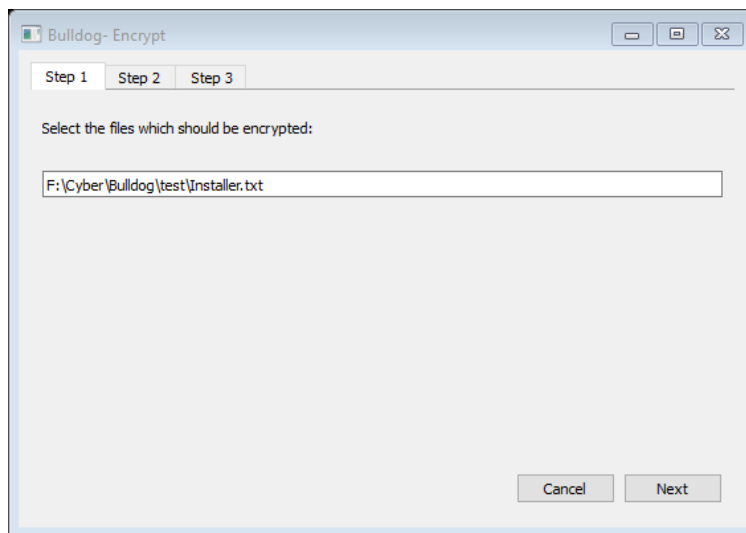 Bulldog- Encrypt
Step 1 Step 2 Step 3
Select the files which should be encrypted:
F:\Cyber\Bulldog\test\Installer.txt
Cancel Next